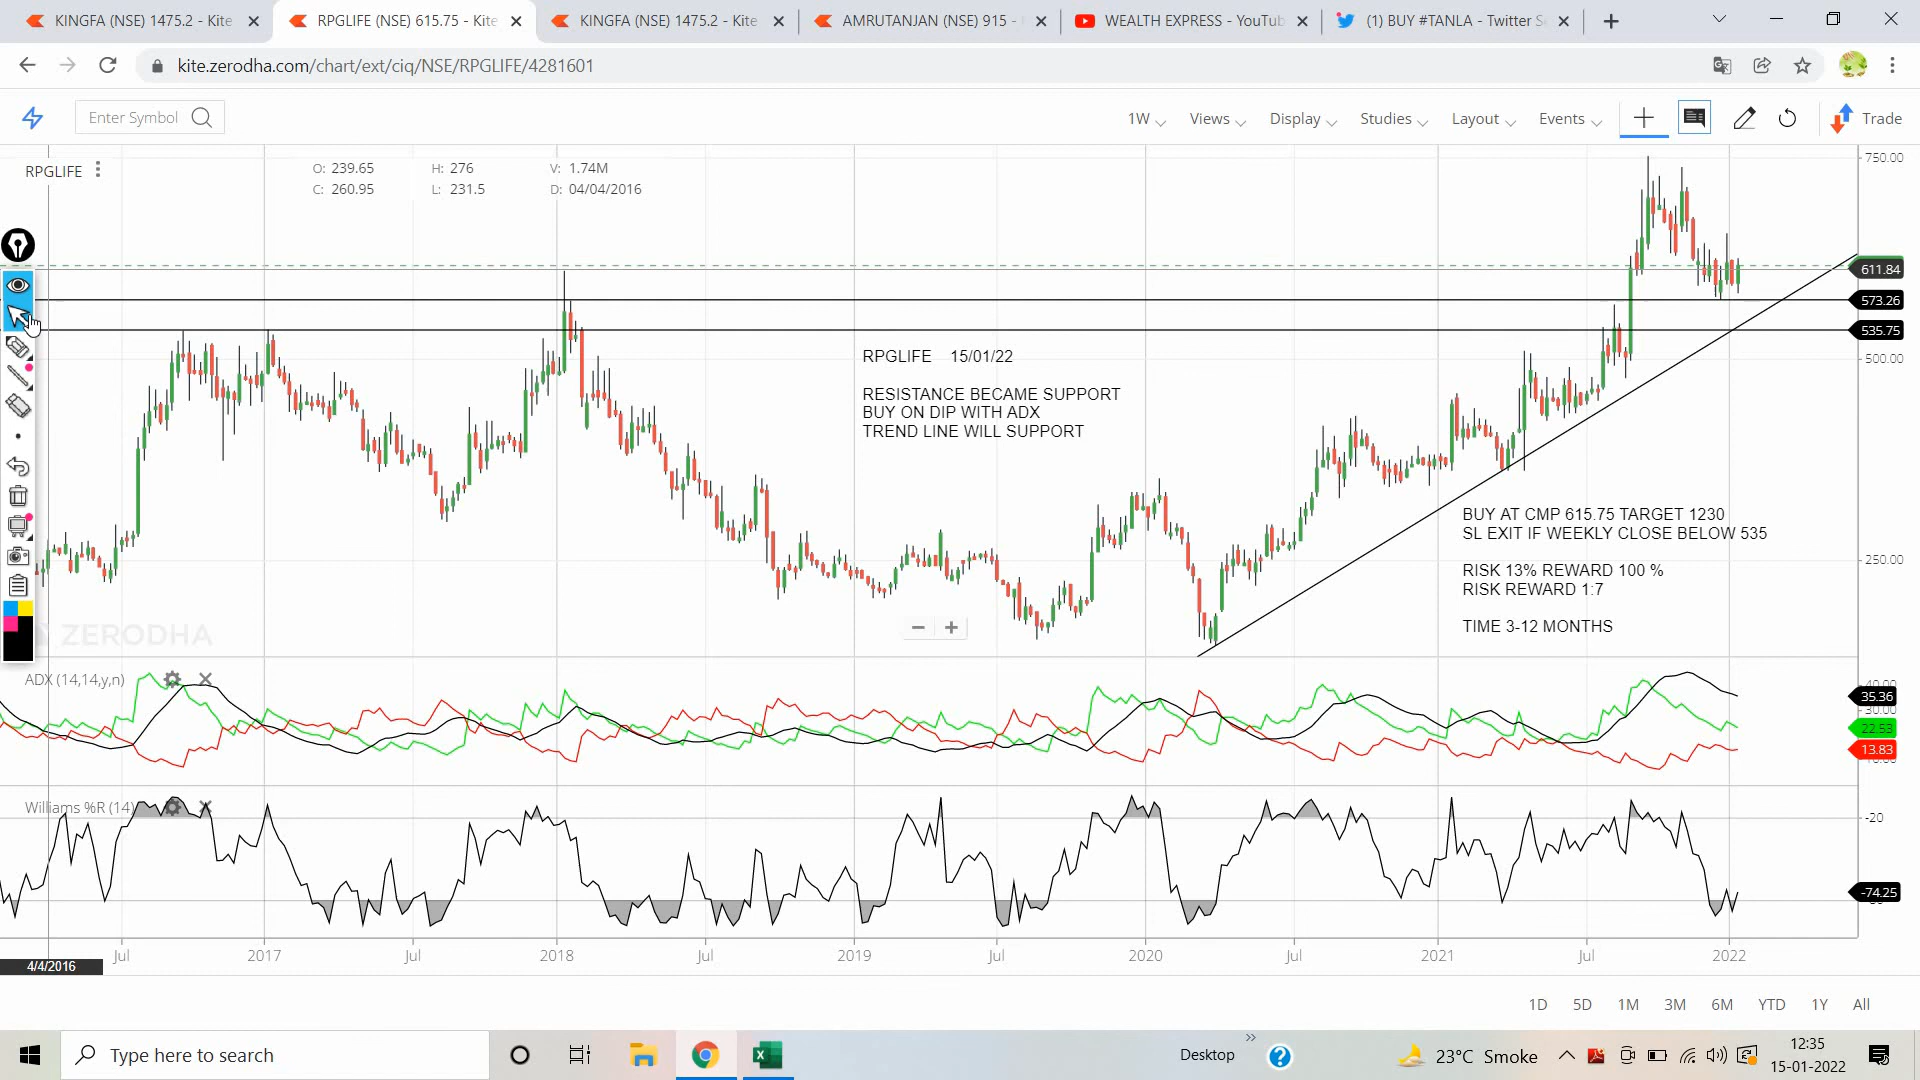 KINGFA (NSE) 1475.2 - Kite
RPGLIFE (NSE) 615.75 - Kite
KINGFA (NSE) 1475.2 - Kite
AMRUTANJAN (NSE) 915 -
WEALTH EXPRESS - YouTub
(1) BUY #TANLA - Twitter S
kite.zerodha.com/chart/ext/ciq/NSE/RPGLIFE/4281601
Enter Symbol
1W Views Display Studies Layout Events Trade
RPGLIFE
O: 239.65 H: 276 V: 1.74M
C: 260.95 L: 231.5 D: 04/04/2016
750.00
611.84
573.26
535.75
500.00
250.00
RPGLIFE 15/01/22
RESISTANCE BECAME SUPPORT
BUY ON DIP WITH ADX
TREND LINE WILL SUPPORT
BUY AT CMP 615.75 TARGET 1230
SL EXIT IF WEEKLY CLOSE BELOW 535
RISK 13% REWARD 100 %
RISK REWARD 1:7
TIME 3-12 MONTHS
ZERODHA
ADX (14,14,y,n)
35.36
22.53
13.83
Williams %R (14)
-20
-74.25
Jul 2017 Jul 2018 Jul 2019 Jul 2020 Jul 2021 Jul 2022
4/4/2016
1D 5D 1M 3M 6M YTD 1Y All
Type here to search
Desktop
23°C Smoke
12:35
15-01-2022